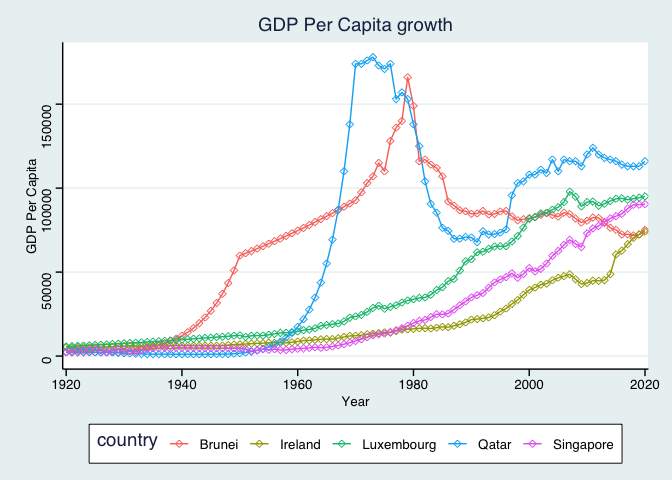 GDP Per Capita growth
150000
100000
50000
0
GDP Per Capita
1920 1940 1960 1980 2000 2020
Year
country Brunei Ireland Luxembourg Qatar Singapore